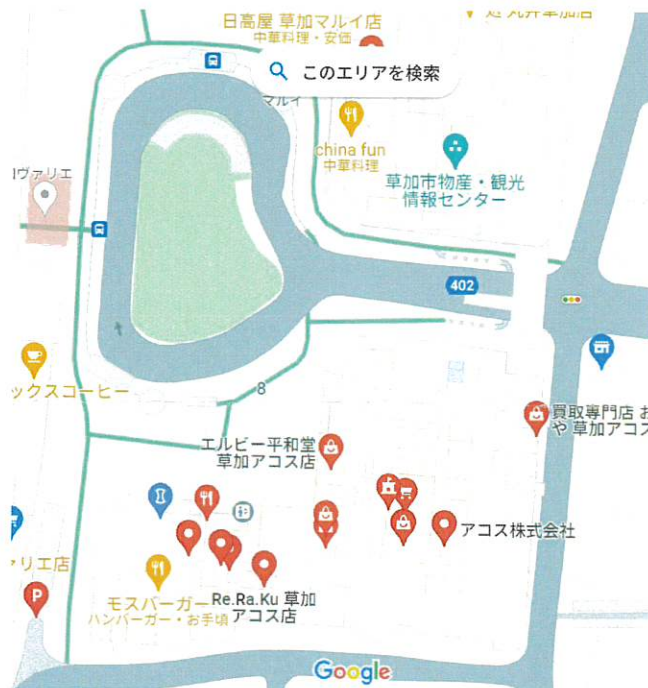 迎 丸井草加店
日高屋 草加マルイ店
中華料理・安価
このエリアを検索
マルイ
china fun
中華料理
草加市物産・観光
情報センター
ヴァリエ
402
ックスコーヒー
8
買取専門店 お
や 草加アコス
エルビー平和堂
草加アコス店
アコス株式会社
ァリエ店
P
モスバーガー
ハンバーガー・お手頃
Re.Ra.Ku 草加
アコス店
Google